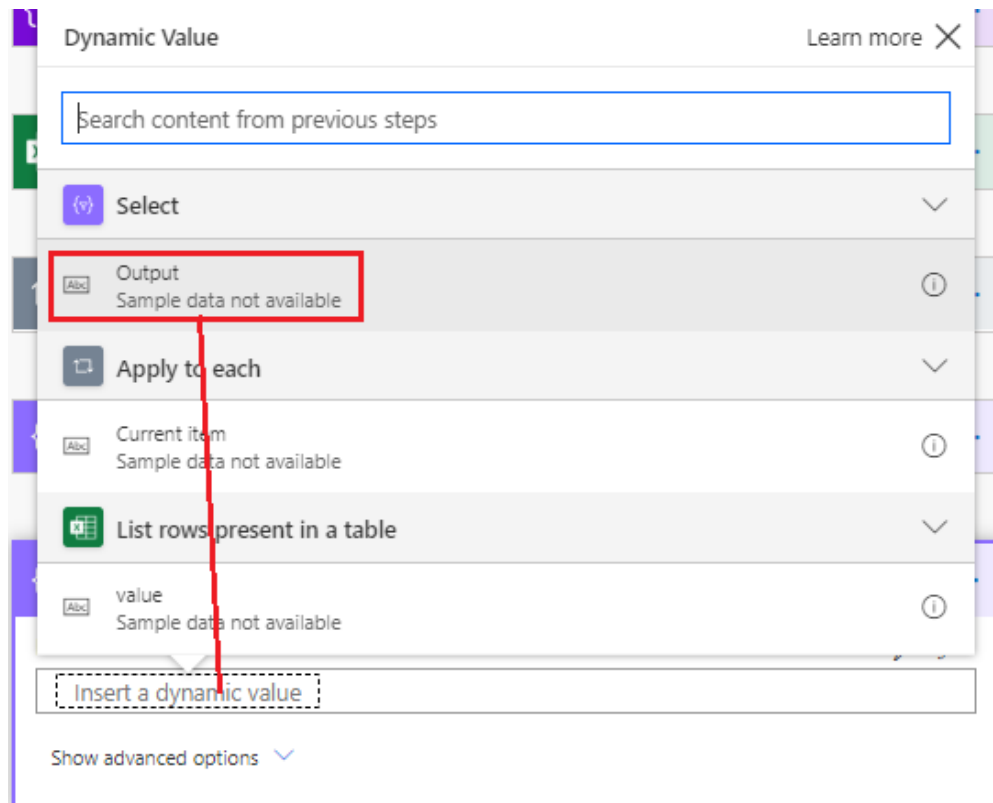 Dynamic Value
Learn more
Search content from previous steps
Select
Output
Sample data not available
Apply to each
Abc
Current item
Sample data not available
List rows present in a table
Abc
value
Sample data not available
Insert a dynamic value
Show advanced options